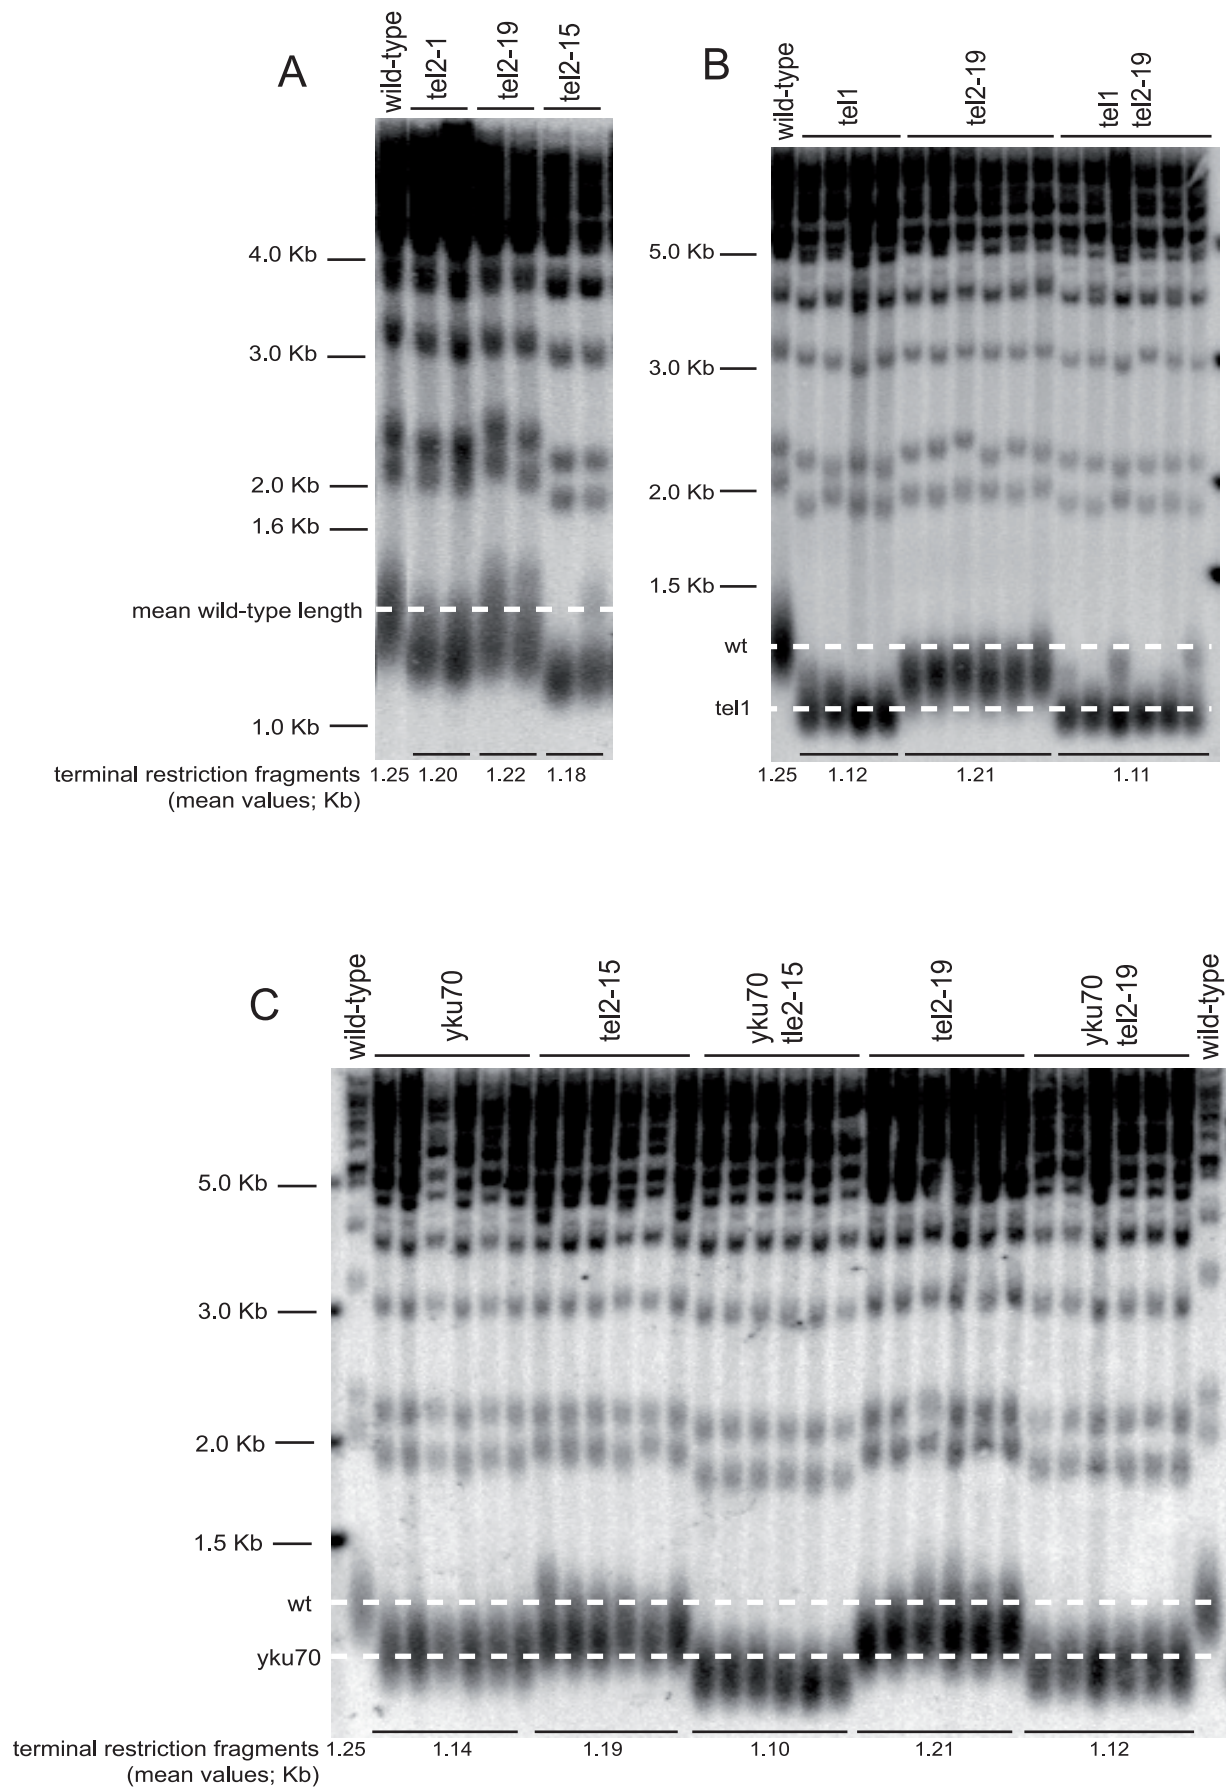 A
wild-type
tel2-1
tel2-19
tel2-15
4.0 Kb
3.0 Kb
2.0 Kb
1.6 Kb
mean wild-type length
1.0 Kb
terminal restriction fragments 1.25 1.20 1.22 1.18
(mean values; Kb)
B
wild-type
tel1
tel2-19
tel1
tel2-19
5.0 Kb
3.0 Kb
2.0 Kb
1.5 Kb
wt
tel1
1.25 1.12 1.21 1.11
C
wild-type
yku70
tel2-15
yku70
tle2-15
tel2-19
yku70
tel2-19
wild-type
5.0 Kb
3.0 Kb
2.0 Kb
1.5 Kb
wt
yku70
terminal restriction fragments 1.25 1.14 1.19 1.10 1.21 1.12
(mean values; Kb)